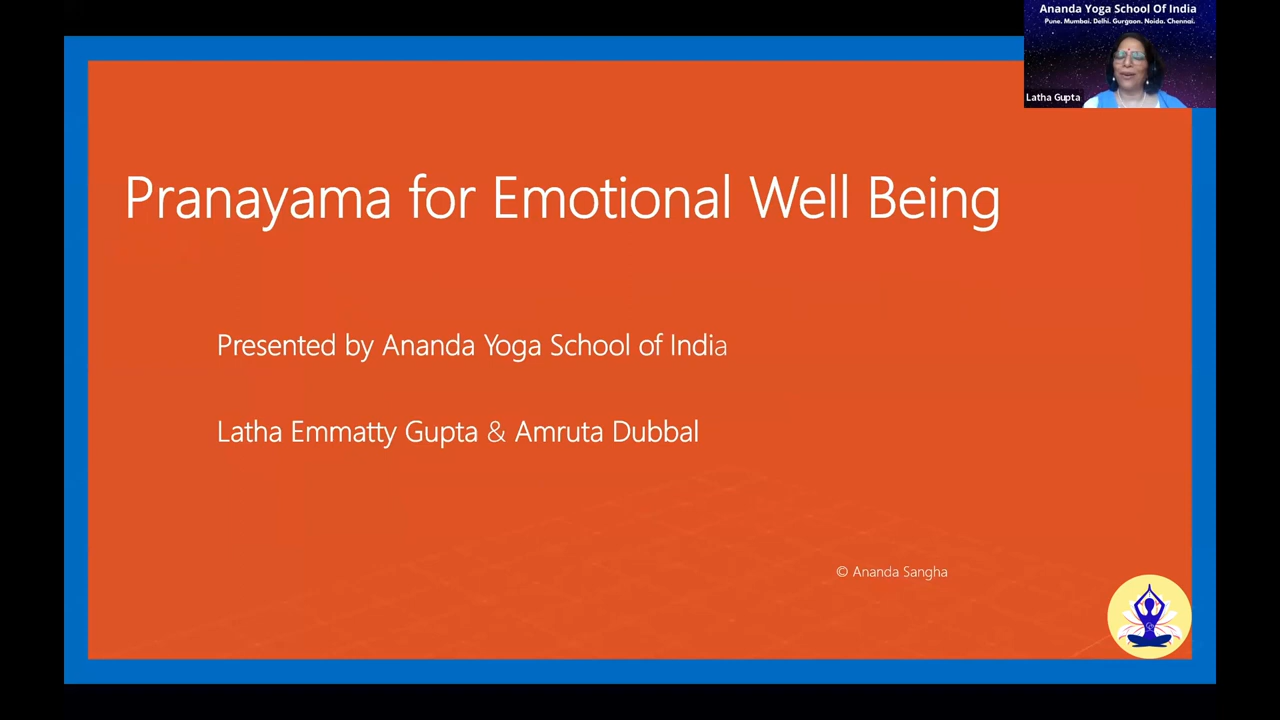 Ananda Yoga School Of India
Pune. Mumbai. Delhi. Gurgaon. Noida. Chennai.
Latha Gupta
Pranayama for Emotional Well Being
Presented by Ananda Yoga School of India
Latha Emmatty Gupta & Amruta Dubbal
© Ananda Sangha